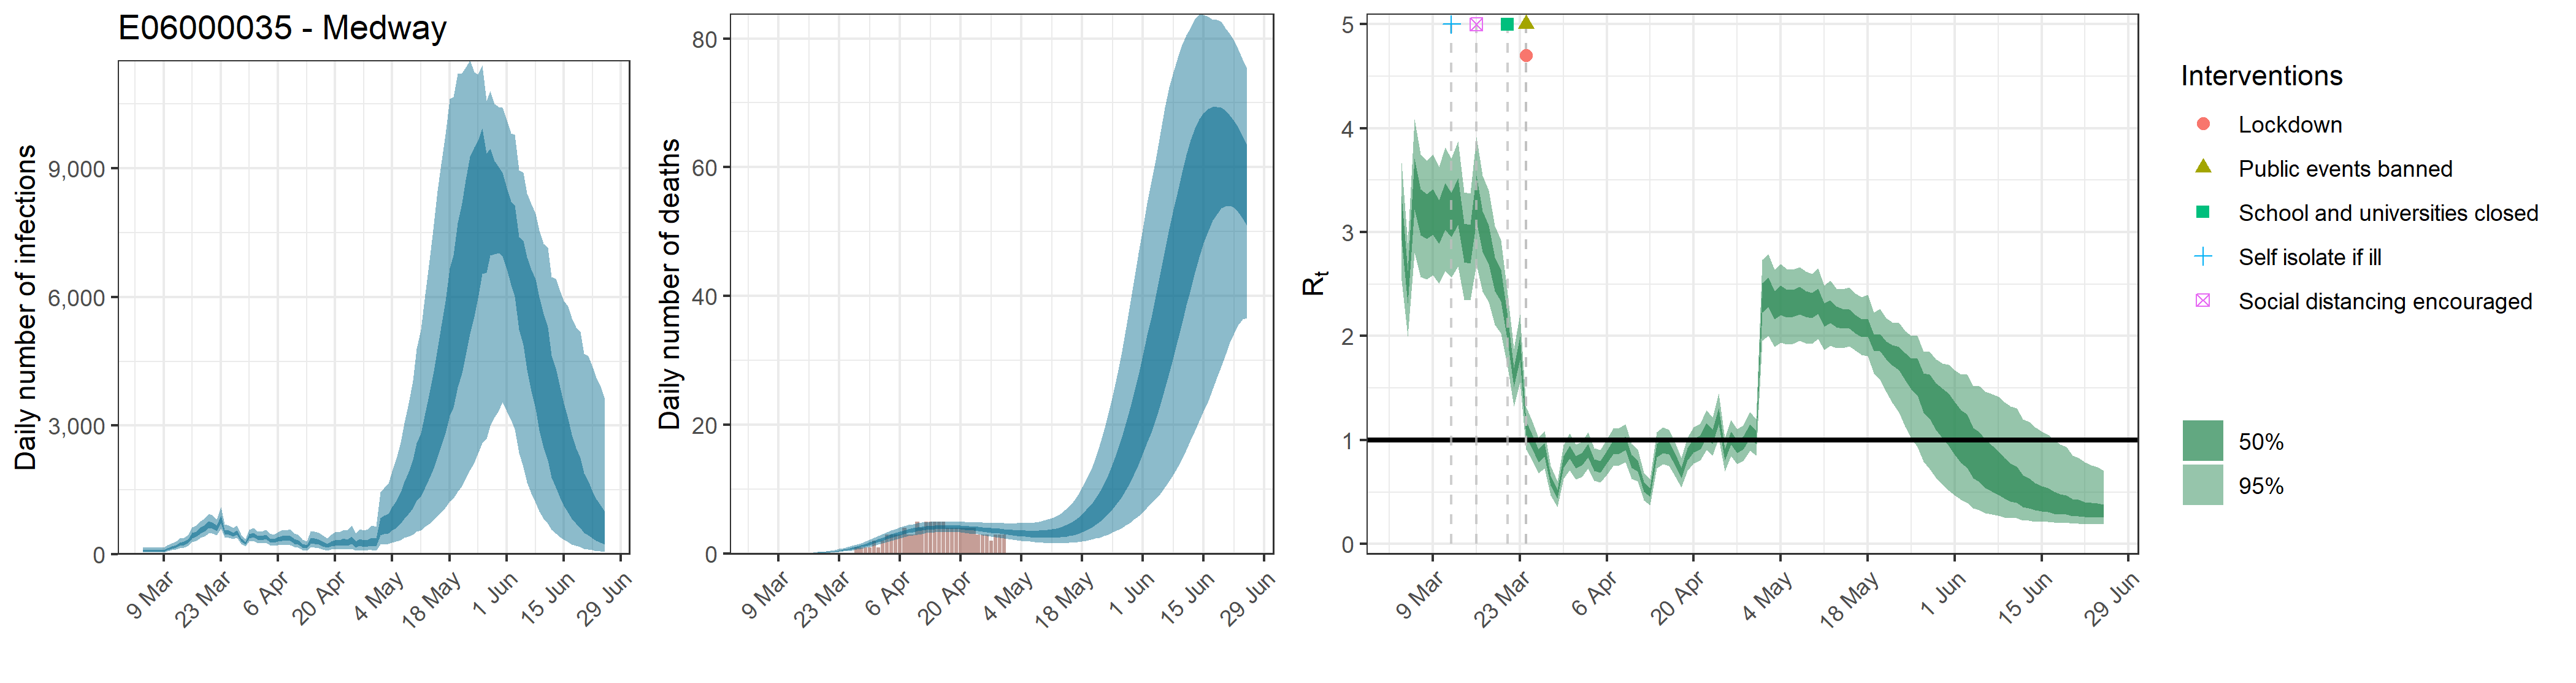 E06000035 - Medway
Daily number of infections
9,000
6,000
3,000
0
9 Mar
23 Mar
6 Apr
20 Apr
4 May
18 May
1 Jun
15 Jun
29 Jun
Daily number of deaths
80
60
40
20
0
9 Mar
23 Mar
6 Apr
20 Apr
4 May
18 May
1 Jun
15 Jun
29 Jun
Rt
5
4
3
2
1
0
9 Mar
23 Mar
6 Apr
20 Apr
4 May
18 May
1 Jun
15 Jun
29 Jun
Interventions
Lockdown
Public events banned
School and universities closed
Self isolate if ill
Social distancing encouraged
50%
95%